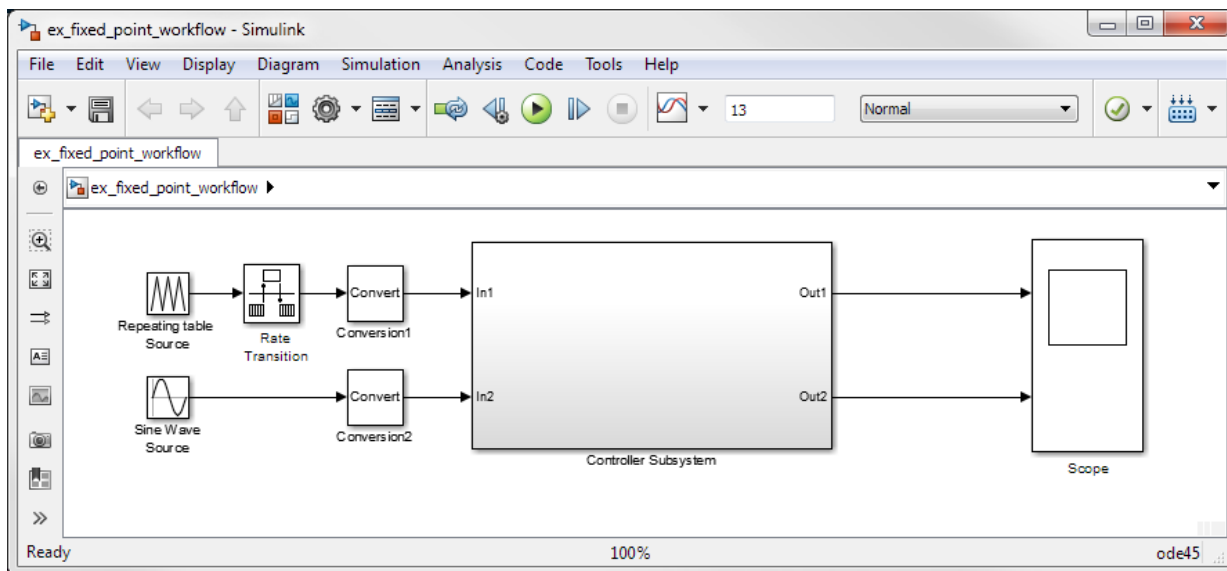 ex_fixed_point_workflow - Simulink
File Edit View Display Diagram Simulation Analysis Code Tools Help
13 Normal
ex_fixed_point_workflow
ex_fixed_point_workflow
Repeating table
Source
Rate
Transition
Convert
Conversion1
In1
Out1
Sine Wave
Source
Convert
Conversion2
In2
Out2
Controller Subsystem
Scope
Ready 100% ode45